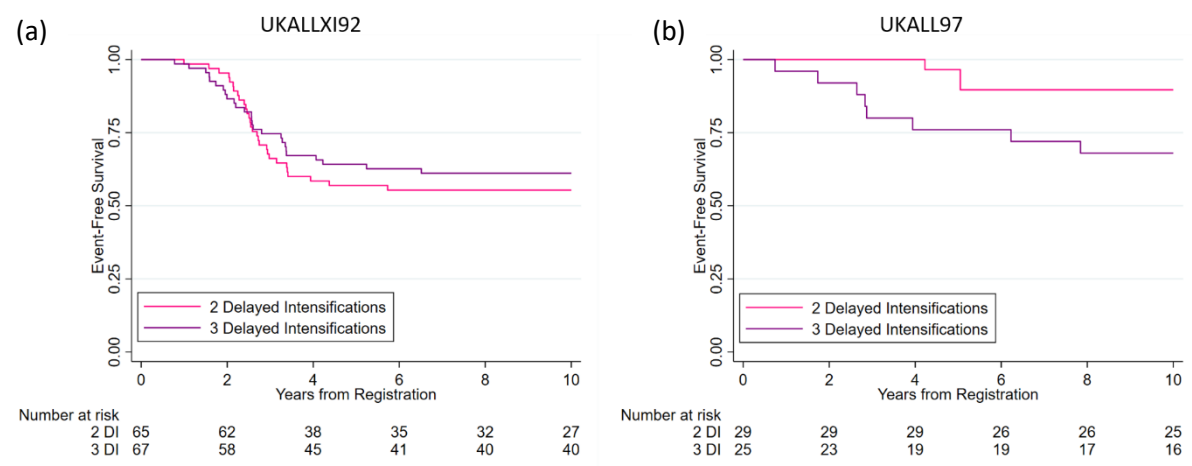 (a)
UKALLXI92
Event-Free Survival
1.00
0.75
0.50
0.25
0.00
2 Delayed Intensifications
3 Delayed Intensifications
0 2 4 6 8 10
Years from Registration
Number at risk
2 DI 65 62 38 35 32 27
3 DI 67 58 45 41 40 40
(b)
UKALL97
Event-Free Survival
1.00
0.75
0.50
0.25
0.00
2 Delayed Intensifications
3 Delayed Intensifications
0 2 4 6 8 10
Years from Registration
Number at risk
2 DI 29 29 29 26 26 25
3 DI 25 23 19 19 17 16